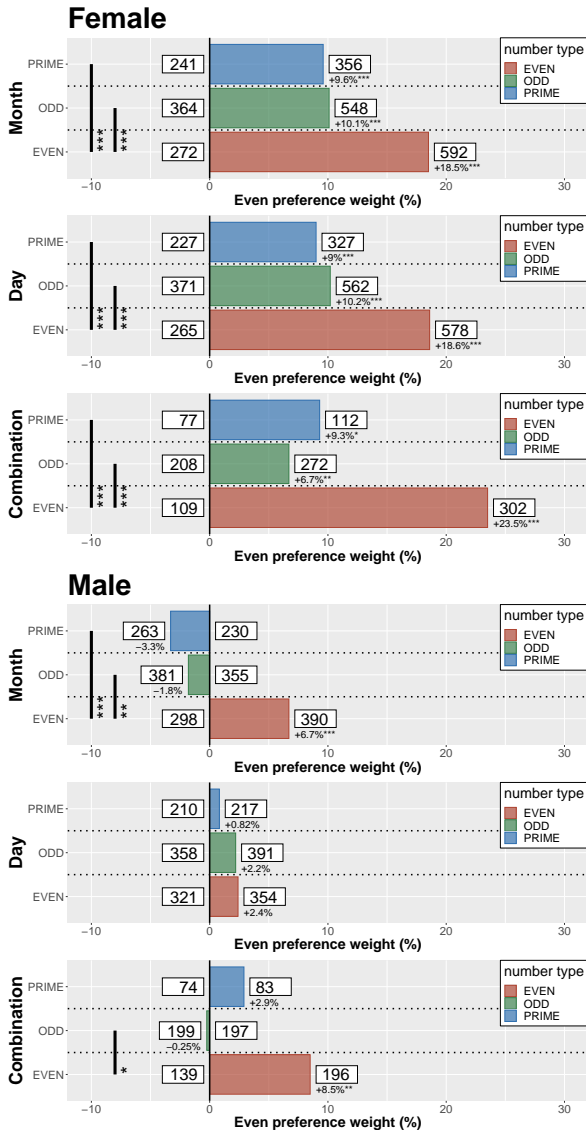 Female
Month
PRIME 241 356 +9.6%***
ODD 364 548 +10.1%***
EVEN 272 592 +18.5%***
*** ***
number type
EVEN
ODD
PRIME
−10 0 10 20 30
Even preference weight (%)
Day
PRIME 227 327 +9%***
ODD 371 562 +10.2%***
EVEN 265 578 +18.6%***
*** ***
number type
EVEN
ODD
PRIME
−10 0 10 20 30
Even preference weight (%)
Combination
PRIME 77 112 +9.3%*
ODD 208 272 +6.7%**
EVEN 109 302 +23.5%***
*** ***
number type
EVEN
ODD
PRIME
−10 0 10 20 30
Even preference weight (%)
Male
Month
PRIME 263 −3.3% 230
ODD 381 −1.8% 355
EVEN 298 390 +6.7%***
*** **
number type
EVEN
ODD
PRIME
−10 0 10 20 30
Even preference weight (%)
Day
PRIME 210 217 +0.82%
ODD 358 391 +2.2%
EVEN 321 354 +2.4%
number type
EVEN
ODD
PRIME
−10 0 10 20 30
Even preference weight (%)
Combination
PRIME 74 83 +2.9%
ODD 199 −0.25% 197
EVEN 139 196 +8.5%**
*
number type
EVEN
ODD
PRIME
−10 0 10 20 30
Even preference weight (%)